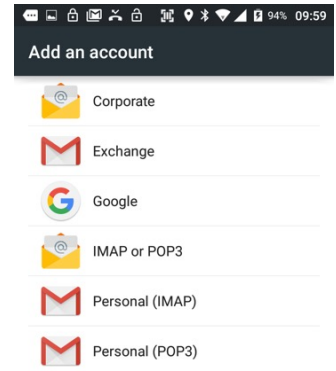 94% 09:59
Add an account
Corporate
Exchange
Google
IMAP or POP3
Personal (IMAP)
Personal (POP3)